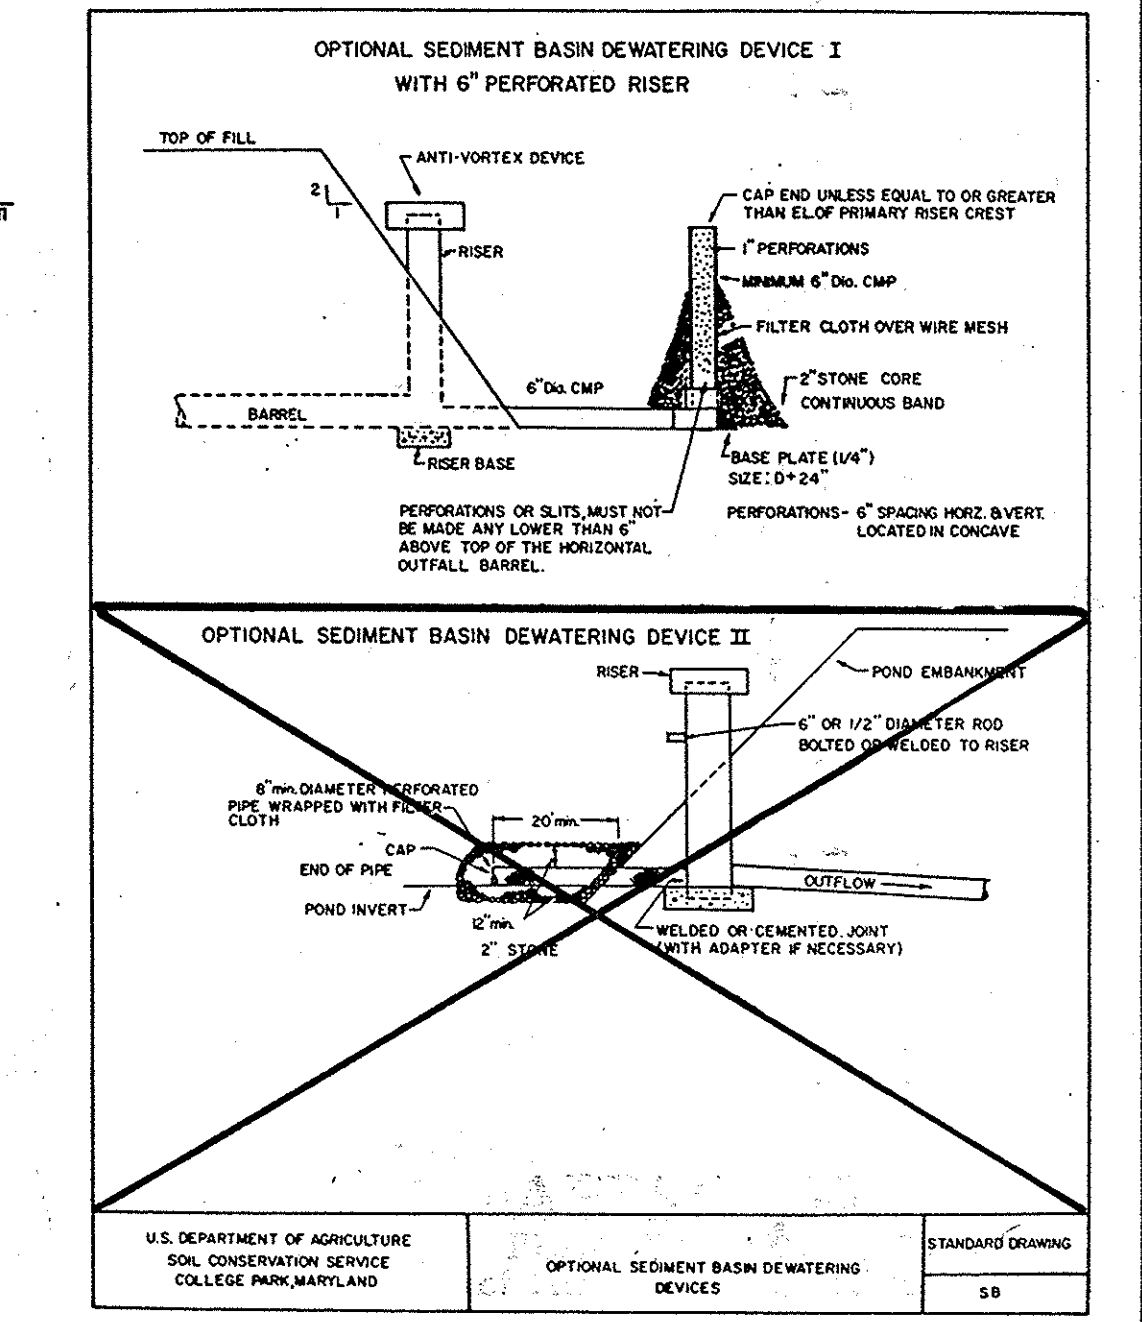 OPTIONAL SEDIMENT BASIN DEWATERING DEVICE I
WITH 6" PERFORATED RISER
TOP OF FILL
ANTI-VORTEX DEVICE
2
1
CAP END UNLESS EQUAL TO OR GREATER
THAN EL.OF PRIMARY RISER CREST
RISER
1" PERFORATIONS
MINIMUM 6" Dia. CMP
FILTER CLOTH OVER WIRE MESH
6" Dia. CMP
2" STONE CORE
CONTINUOUS BAND
BARREL
RISER BASE
BASE PLATE (1/4")
SIZE: D+24"
PERFORATIONS OR SLITS, MUST NOT
BE MADE ANY LOWER THAN 6"
ABOVE TOP OF THE HORIZONTAL
OUTFALL BARREL.
PERFORATIONS- 6" SPACING HORZ. & VERT.
LOCATED IN CONCAVE
OPTIONAL SEDIMENT BASIN DEWATERING DEVICE II
RISER
POND EMBANKMENT
6" OR 1/2" DIAMETER ROD
BOLTED OR WELDED TO RISER
8" min. DIAMETER PERFORATED
PIPE WRAPPED WITH FILTER
CLOTH
20' min.
CAP
END OF PIPE
POND INVERT
OUTFLOW
12" min.
2" STONE
WELDED OR CEMENTED JOINT
(WITH ADAPTER IF NECESSARY)
U.S. DEPARTMENT OF AGRICULTURE
SOIL CONSERVATION SERVICE
COLLEGE PARK, MARYLAND
OPTIONAL SEDIMENT BASIN DEWATERING
DEVICES
STANDARD DRAWING
SB